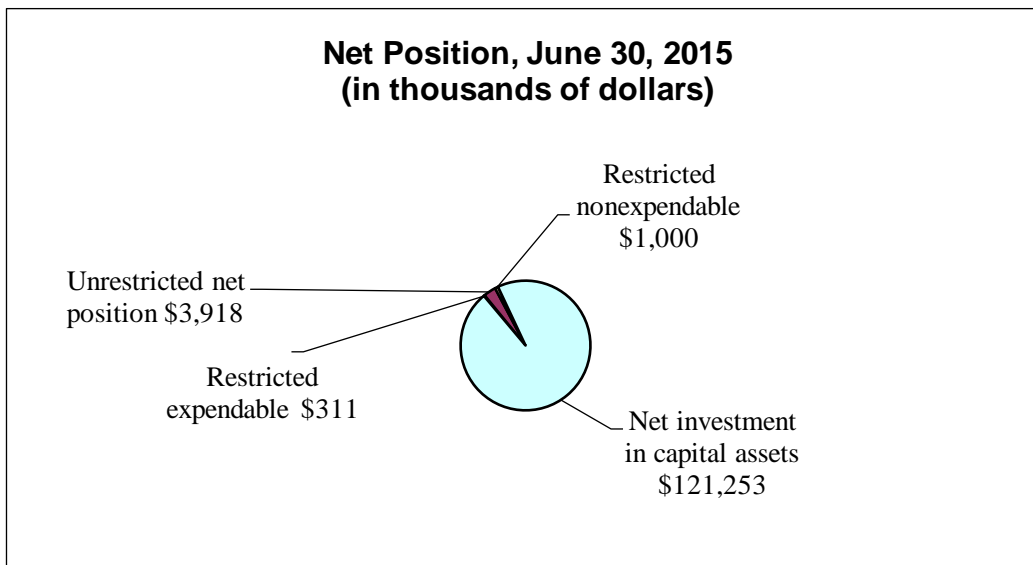 Net Position, June 30, 2015
(in thousands of dollars)
Restricted
nonexpendable
$1,000
Unrestricted net
position $3,918
Restricted
expendable $311
Net investment
in capital assets
$121,253